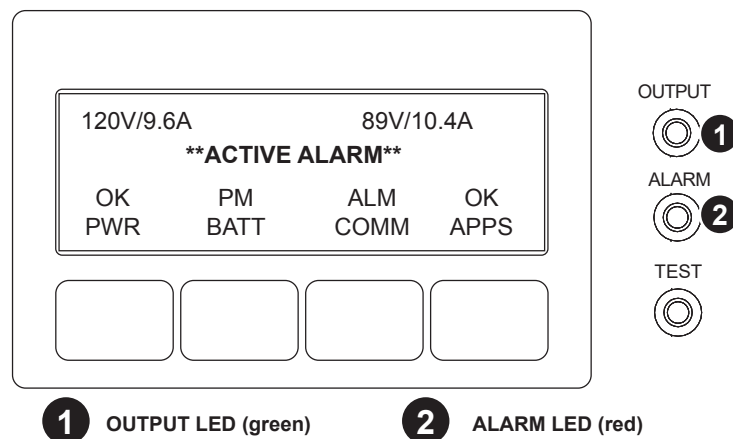 120V/9.6A 89V/10.4A
**ACTIVE ALARM**
OK PM ALM OK
PWR BATT COMM APPS
OUTPUT
1
ALARM
2
TEST
1 OUTPUT LED (green) 2 ALARM LED (red)